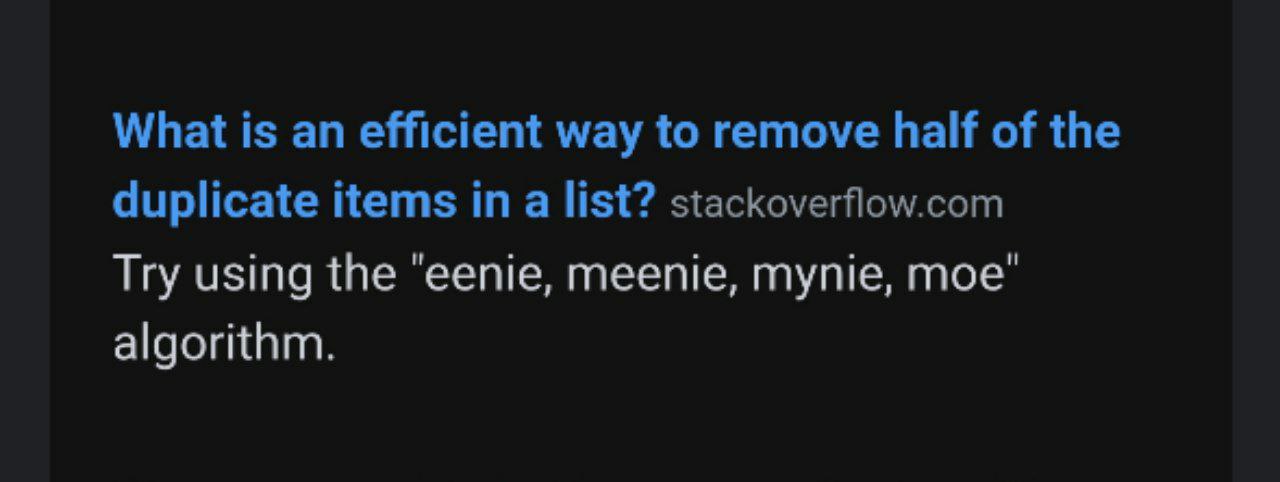 What is an efficient way to remove half of the
duplicate items in a list? stackoverflow.com
Try using the "eenie, meenie, mynie, moe"
algorithm.